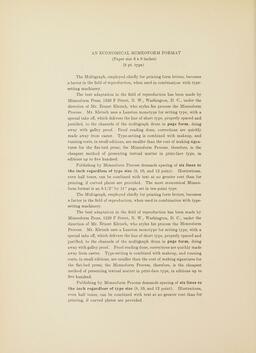 AN ECONOMICAL MIMEOFORM FORMAT
(Paper size 6 x 9 inches)
(8 pt. type)
The Multigraph, employed chiefly for printing form letters, becomes
a factor in the field of reproduction, when used in combination with type-
setting machinery.
The best adaptation in the field of reproduction has been made by
Mimeoform Press, Street, N. W., Washington, D. C., under the
direction of Mr. Ernest Kletsch, who styles his process the Mimeoform
Process. Mr. Kletsch uses a Lanston monotype for setting type, with a
special take off, which delivers the line of short type, properly spaced and
justified, to the channels of the multigraph drum in page form, doing
away with galley proof. Proof reading done, corrections are quickly
made away from caster. Type-setting is combined with makeup, and
running costs, in small editions, are smaller than the cost of making signa-
tures for the flat-bed press; the Mimeoform Process, therefore, is the
cheapest method of presenting textual matter in print-face type, in
editions up to five hundred.
Publishing by Mimeoform Process demands spacing of six lines to
the inch regardless of type size (8, 10, and 12 point). Illustrations,
even half tones, can be combined with text at no greater cost than for
printing, if curved plates are provided. The most economical Mimeo-
form format is an page, set in ten point type.
The Multigraph, employed chiefly for printing form letters, becomes
a factor in the field of reproduction, when used in combination with type-
setting machinery.
The best adaptation in the field of reproduction has been made by
Mimeoform Press, Street, N. W., Washington, D. C., under the
direction of Mr. Ernest Kletsch, who styles his process the Mimeoform
Process. Mr. Kletsch uses a Lanston monotype for setting type, with a
special take off, which delivers the line of short type, properly spaced and
justified, to the channels of the multigraph drum in page form, doing
away with galley proof. Proof reading done, corrections are quickly
made away from caster. Type-setting is combined with makeup, and running
costs, in small editions, are smaller than the cost of making signatures for
the flat-bed press; the Mimeoform Process, therefore, is the cheapest
method of presenting textual matter in print-face type, in editions up to
five hundred.
Publishing by Mimeoform Process demands spacing of six lines to
the inch regardless of type size (8, 10, and 12 point). Illustrations,
even half tones, can be combined with text at no greater cost than for
printing, if curved plates are provided.